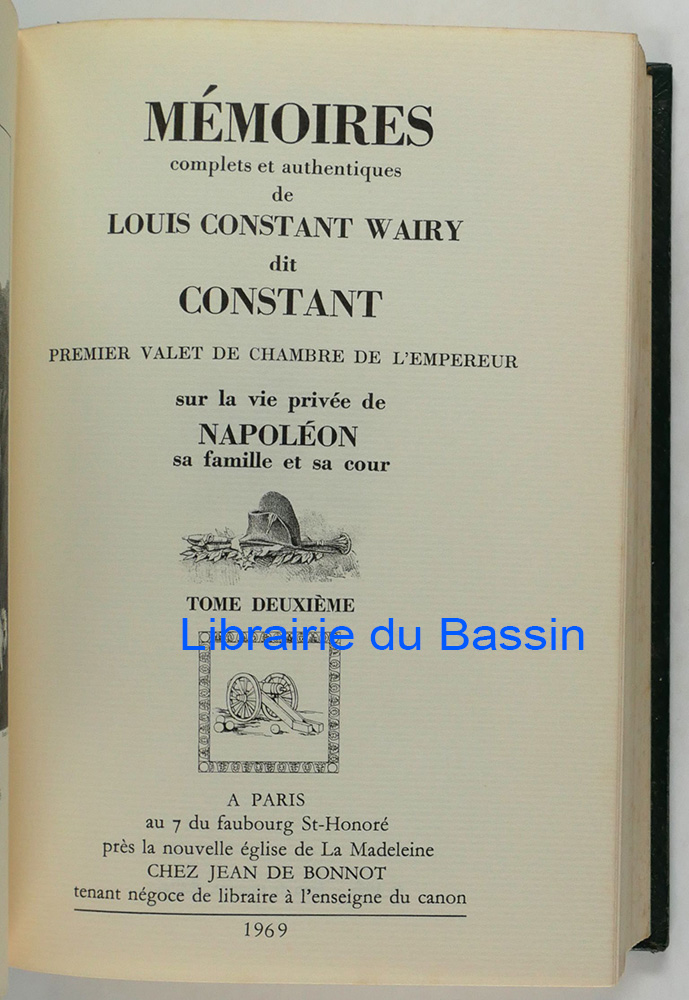 MÉMOIRES
complets et authentiques
de
LOUIS CONSTANT WAIRY
dit
CONSTANT
PREMIER VALET DE CHAMBRE DE L'EMPEREUR
sur la vie privée de
NAPOLÉON
sa famille et sa cour
TOME DEUXIÈME
Librairie du Bassin
A PARIS
au 7 du faubourg St-Honoré
près la nouvelle église de La Madeleine
CHEZ JEAN DE BONNOT
tenant négoce de libraire à l'enseigne du canon
1969